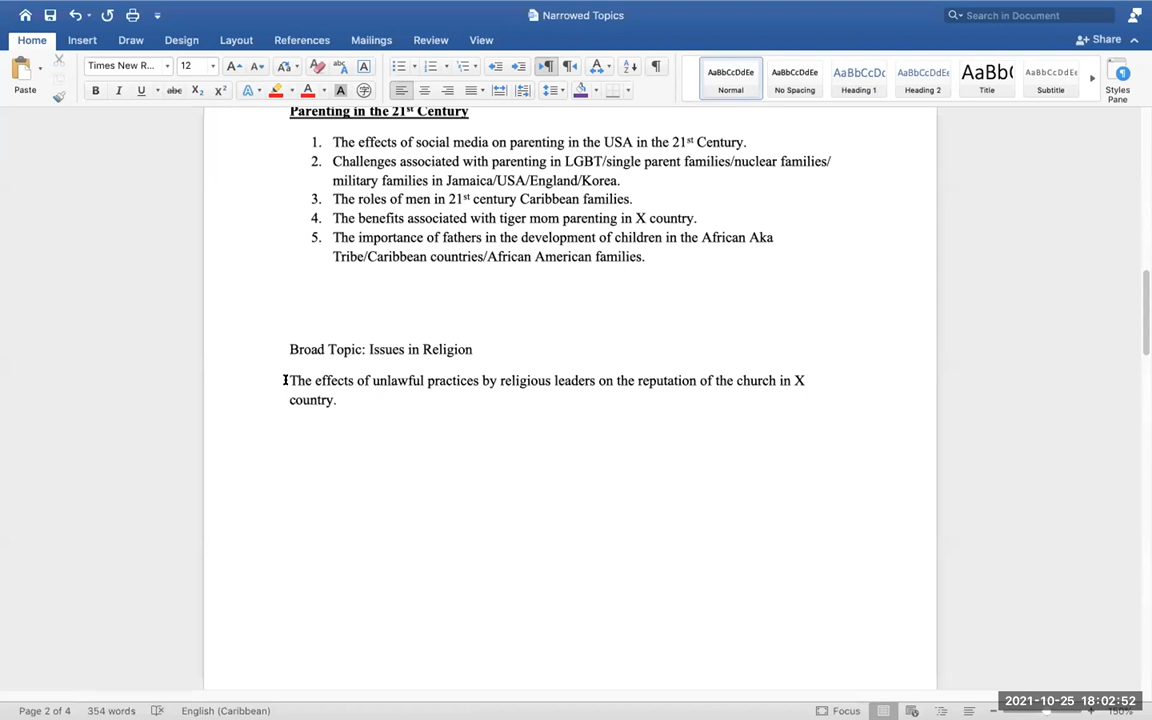 Narrowed Topics
Search in Document
Home Insert Draw Design Layout References Mailings Review View Share
Paste
Times New R... 12
AaBbCcDdEe AaBbCcDdEe AaBbCcDc AaBbCcDdEe AaBb( AaBbCcDdEe
Normal No Spacing Heading 1 Heading 2 Title Subtitle Styles Pane
Parenting in the 21st Century
1. The effects of social media on parenting in the USA in the 21st Century.
2. Challenges associated with parenting in LGBT/single parent families/nuclear families/
military families in Jamaica/USA/England/Korea.
3. The roles of men in 21st century Caribbean families.
4. The benefits associated with tiger mom parenting in X country.
5. The importance of fathers in the development of children in the African Aka
Tribe/Caribbean countries/African American families.
Broad Topic: Issues in Religion
The effects of unlawful practices by religious leaders on the reputation of the church in X
country.
Page 2 of 4 354 words English (Caribbean) Focus 150%
2021-10-25 18:02:52